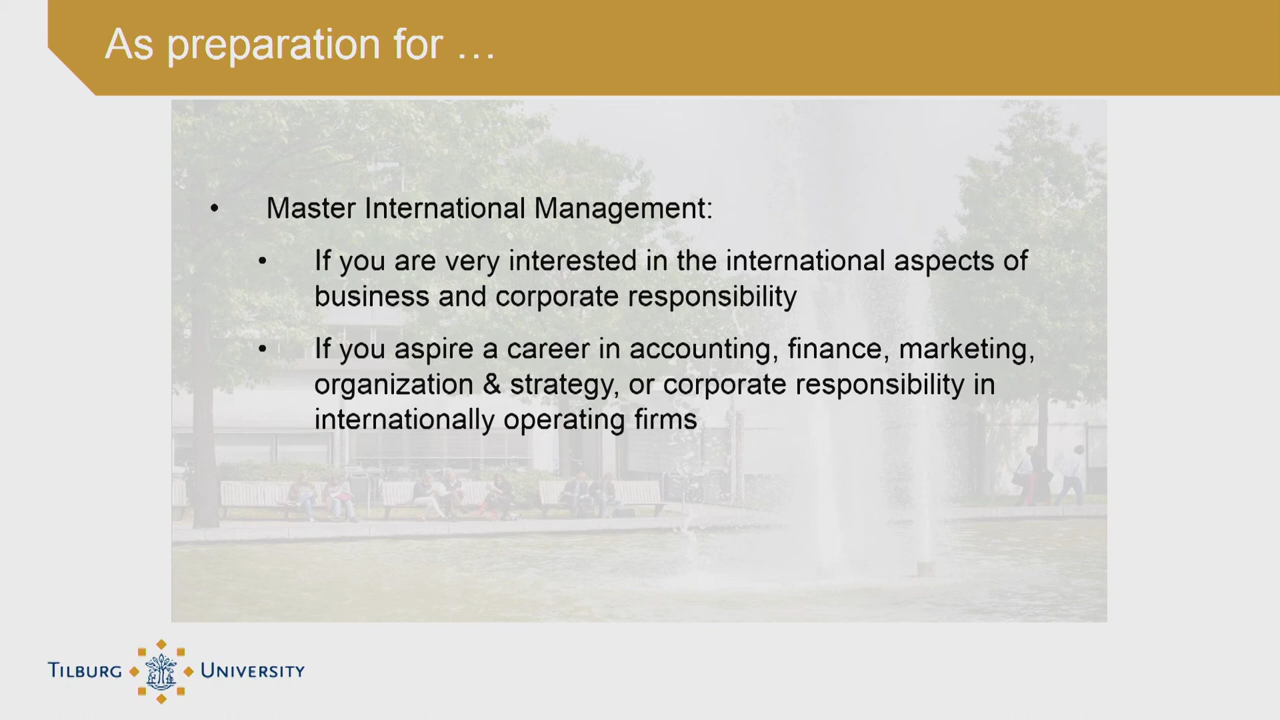 As preparation for …
• Master International Management:
• If you are very interested in the international aspects of
business and corporate responsibility
• If you aspire a career in accounting, finance, marketing,
organization & strategy, or corporate responsibility in
internationally operating firms
TILBURG UNIVERSITY